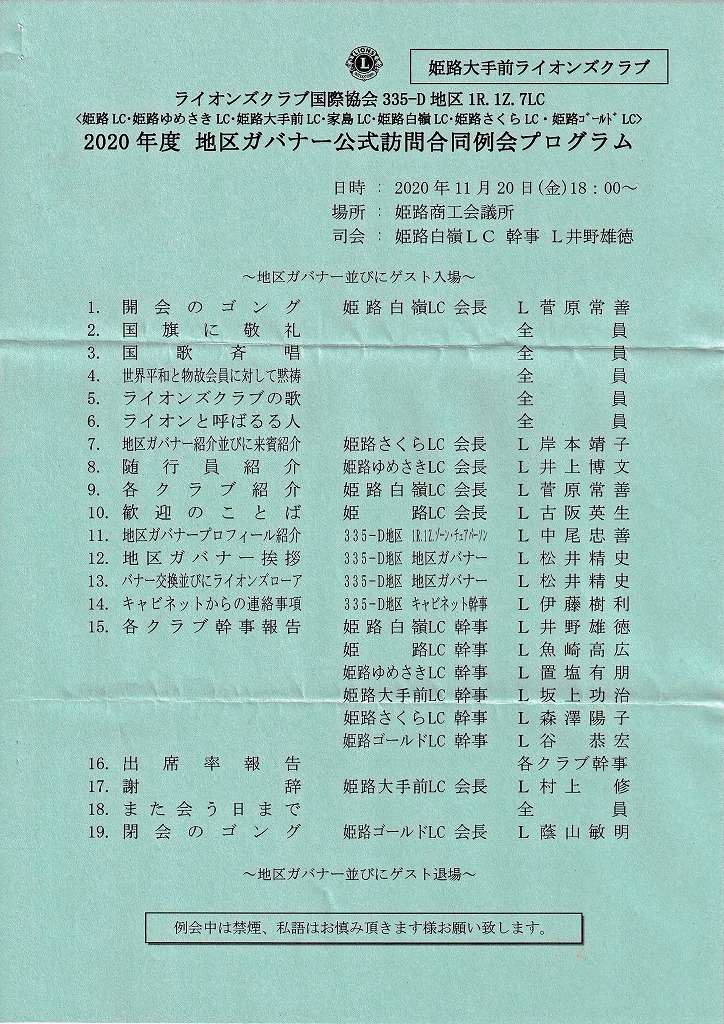 LIONS
L
姫路大手前ライオンズクラブ
ライオンズクラブ国際協会 335-D 地区 1R. 1Z. 7LC
<姫路 LC・姫路ゆめさき LC・姫路大手前 LC・家島 LC・姫路白嶺 LC・姫路さくら LC・姫路ｺﾞｰﾙﾄﾞ LC>
2020 年度 地区ガバナー公式訪問合同例会プログラム
日時 : 2020 年 11 月 20 日(金)18：00～
場所 : 姫路商工会議所
司会 : 姫路白嶺ＬＣ 幹事 Ｌ井野雄徳
～地区ガバナー並びにゲスト入場～
1. 開会のゴング 姫路白嶺LC 会長 L 菅原常善
2. 国旗に敬礼 全員
3. 国歌斉唱 全員
4. 世界平和と物故会員に対して黙祷 全員
5. ライオンズクラブの歌 全員
6. ライオンと呼ばるる人 全員
7. 地区ガバナー紹介並びに来賓紹介 姫路さくらLC 会長 L 岸本靖子
8. 随行員紹介 姫路ゆめさきLC 会長 L 井上博文
9. 各クラブ紹介 姫路白嶺LC 会長 L 菅原常善
10. 歓迎のことば 姫路LC 会長 L 古阪英生
11. 地区ガバナープロフィール紹介 335-D地区 1R.1Z.ｿﾞｰﾝ・ﾁｪｱﾊﾟｰｿﾝ L 中尾忠善
12. 地区ガバナー挨拶 335-D地区 地区ガバナー L 松井精史
13. バナー交換並びにライオンズローア 335-D地区 地区ガバナー L 松井精史
14. キャビネットからの連絡事項 335-D地区 キャビネット幹事 L 伊藤樹利
15. 各クラブ幹事報告 姫路白嶺LC 幹事 L 井野雄徳
姫路LC 幹事 L 魚崎高広
姫路ゆめさきLC 幹事 L 置塩有朋
姫路大手前LC 幹事 L 坂上功治
姫路さくらLC 幹事 L 森澤陽子
姫路ゴールドLC 幹事 L 谷恭宏
16. 出席率報告 各クラブ幹事
17. 謝辞 姫路大手前LC 会長 L 村上修
18. また会う日まで 全員
19. 閉会のゴング 姫路ゴールドLC 会長 L 蔭山敏明
～地区ガバナー並びにゲスト退場～
例会中は禁煙、私語はお慎み頂きます様お願い致します。